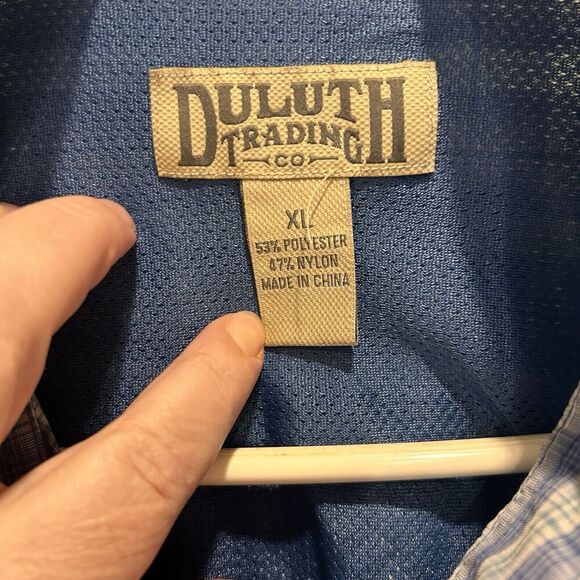 DULUTH
TRADING
CO
XL
53% POLYESTER
47% NYLON
MADE IN CHINA